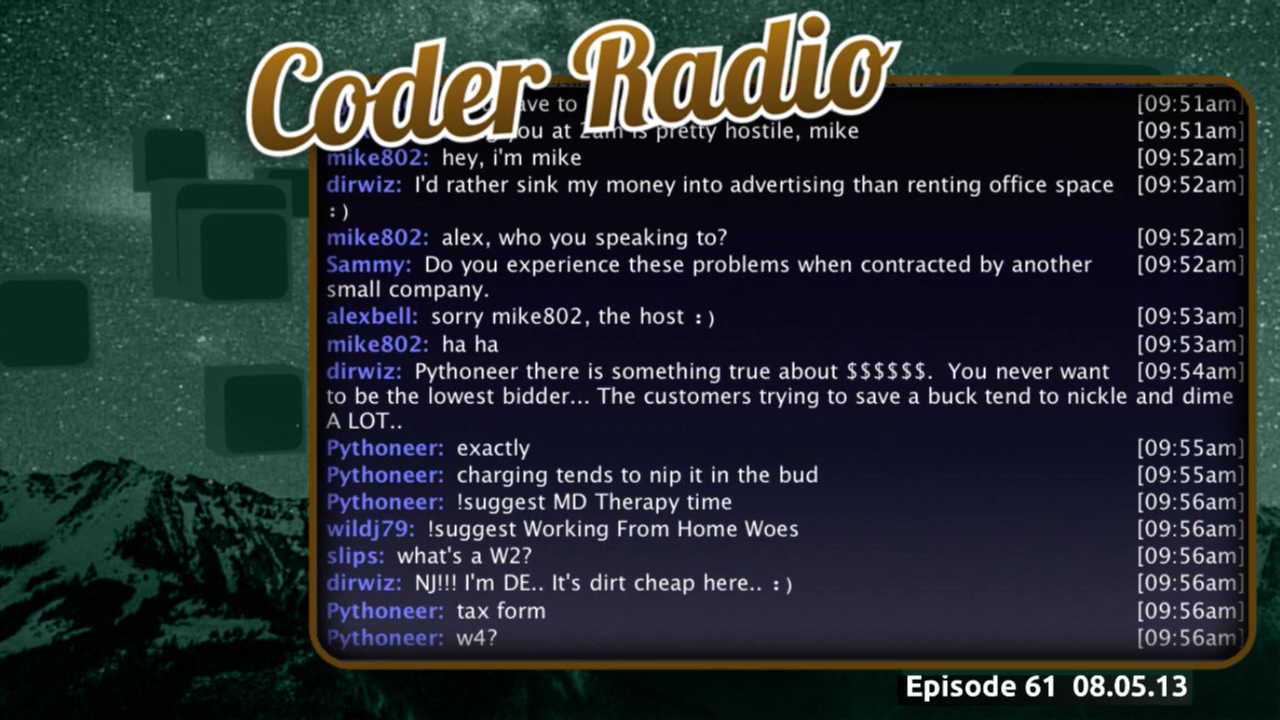 Coder Radio
ave to [09:51am]
you at 2am is pretty hostile, mike [09:51am]
mike802: hey, i'm mike [09:52am]
dirwiz: I'd rather sink my money into advertising than renting office space [09:52am]
:)
mike802: alex, who you speaking to? [09:52am]
Sammy: Do you experience these problems when contracted by another [09:52am]
small company.
alexbell: sorry mike802, the host :) [09:53am]
mike802: ha ha [09:53am]
dirwiz: Pythoneer there is something true about $$$$$$. You never want [09:54am]
to be the lowest bidder... The customers trying to save a buck tend to nickle and dime
A LOT..
Pythoneer: exactly [09:55am]
Pythoneer: charging tends to nip it in the bud [09:55am]
Pythoneer: !suggest MD Therapy time [09:56am]
wildj79: !suggest Working From Home Woes [09:56am]
slips: what's a W2? [09:56am]
dirwiz: NJ!!! I'm DE.. It's dirt cheap here.. :) [09:56am]
Pythoneer: tax form [09:56am]
Pythoneer: w4? [09:56am]
Episode 61 08.05.13